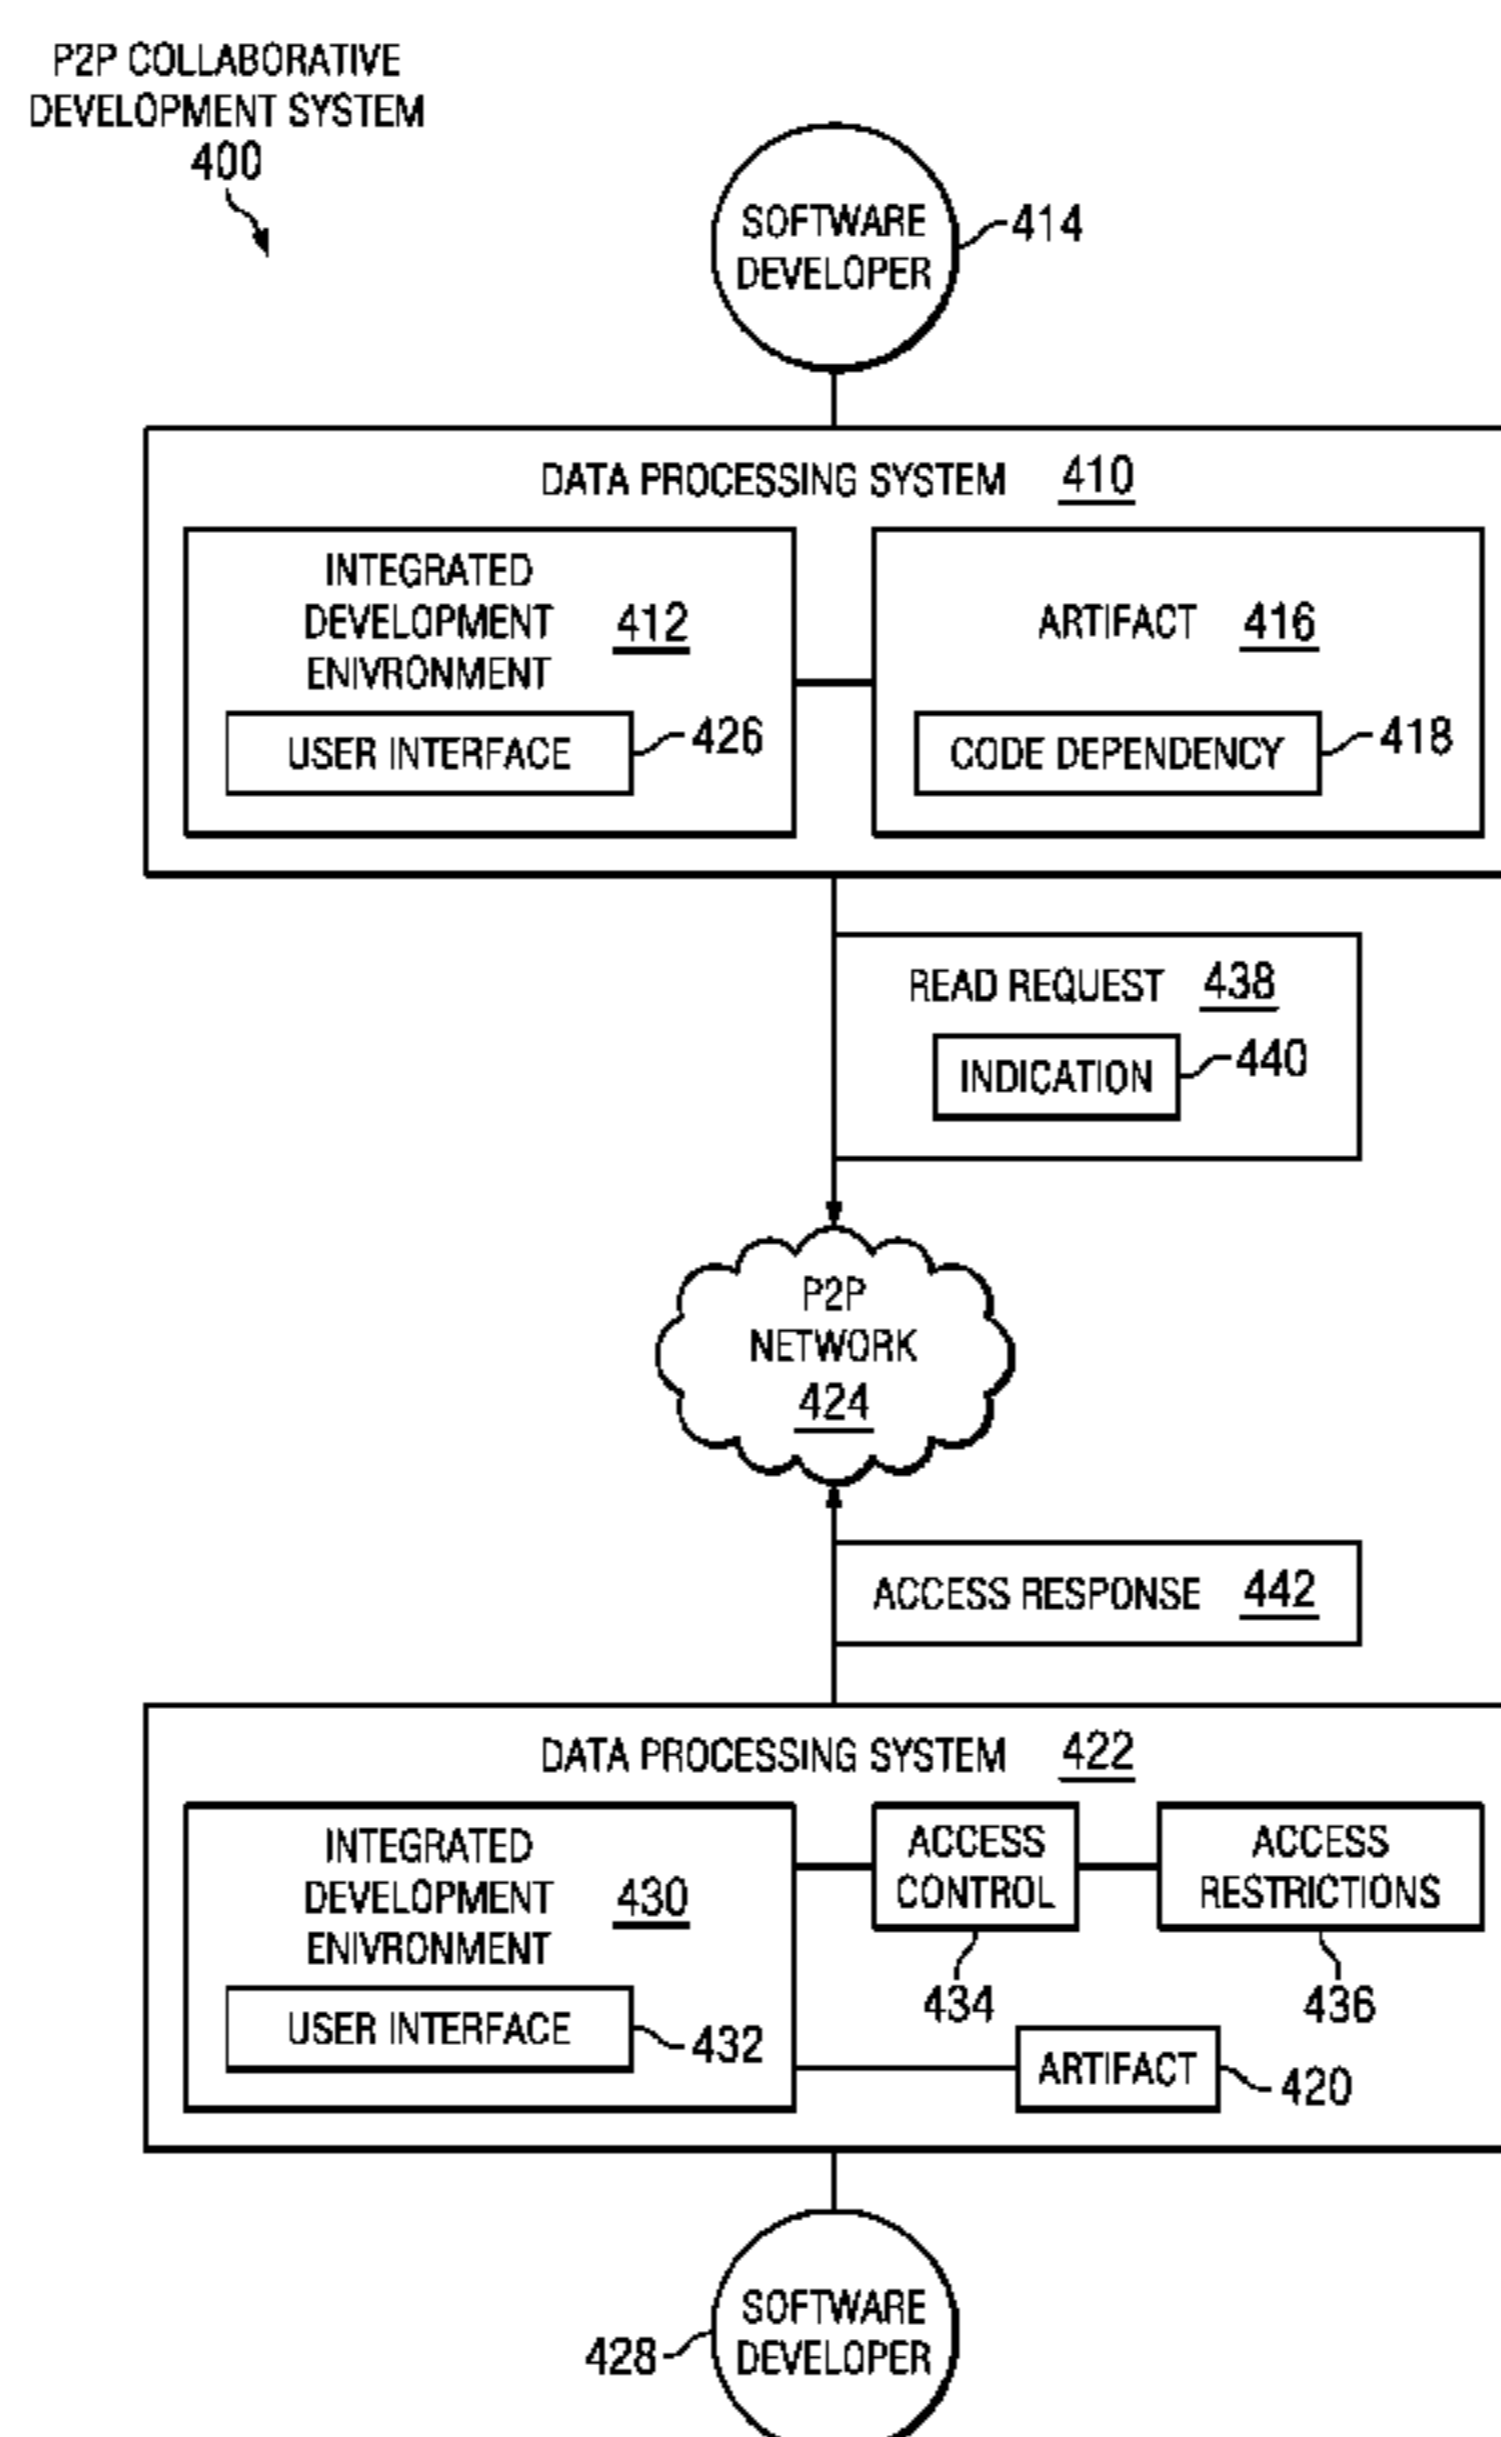 P2P COLLABORATIVE
DEVELOPMENT SYSTEM
400
SOFTWARE
DEVELOPER
414
DATA PROCESSING SYSTEM 410
INTEGRATED
DEVELOPMENT 412
ENIVRONMENT
USER INTERFACE 426
ARTIFACT 416
CODE DEPENDENCY 418
READ REQUEST 438
INDICATION 440
P2P
NETWORK
424
ACCESS RESPONSE 442
DATA PROCESSING SYSTEM 422
INTEGRATED
DEVELOPMENT 430
ENIVRONMENT
USER INTERFACE 432
ACCESS
CONTROL
434
ACCESS
RESTRICTIONS
436
ARTIFACT 420
SOFTWARE
DEVELOPER
428